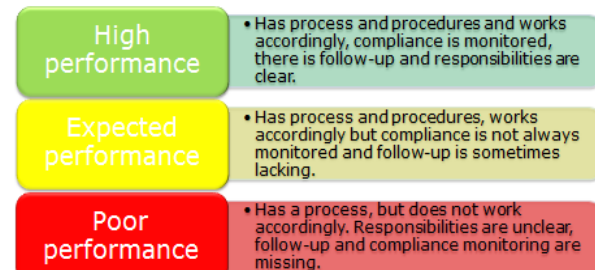 High
performance
• Has process and procedures and works
accordingly, compliance is monitored,
there is follow-up and responsibilities are
clear.
Expected
performance
• Has process and procedures, works
accordingly but compliance is not always
monitored and follow-up is sometimes
lacking.
Poor
performance
• Has a process, but does not work
accordingly. Responsibilities are unclear,
follow-up and compliance monitoring are
missing.